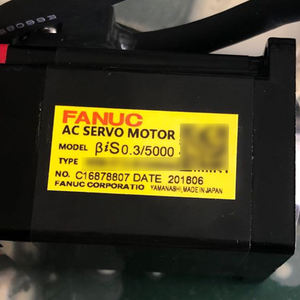 FANUC
AC SERVO MOTOR
MODEL βiS0.3/5000
TYPE
NO. C16878807 DATE 201806
FANUC CORPORATIO YAMANASHI, MADE IN JAPAN